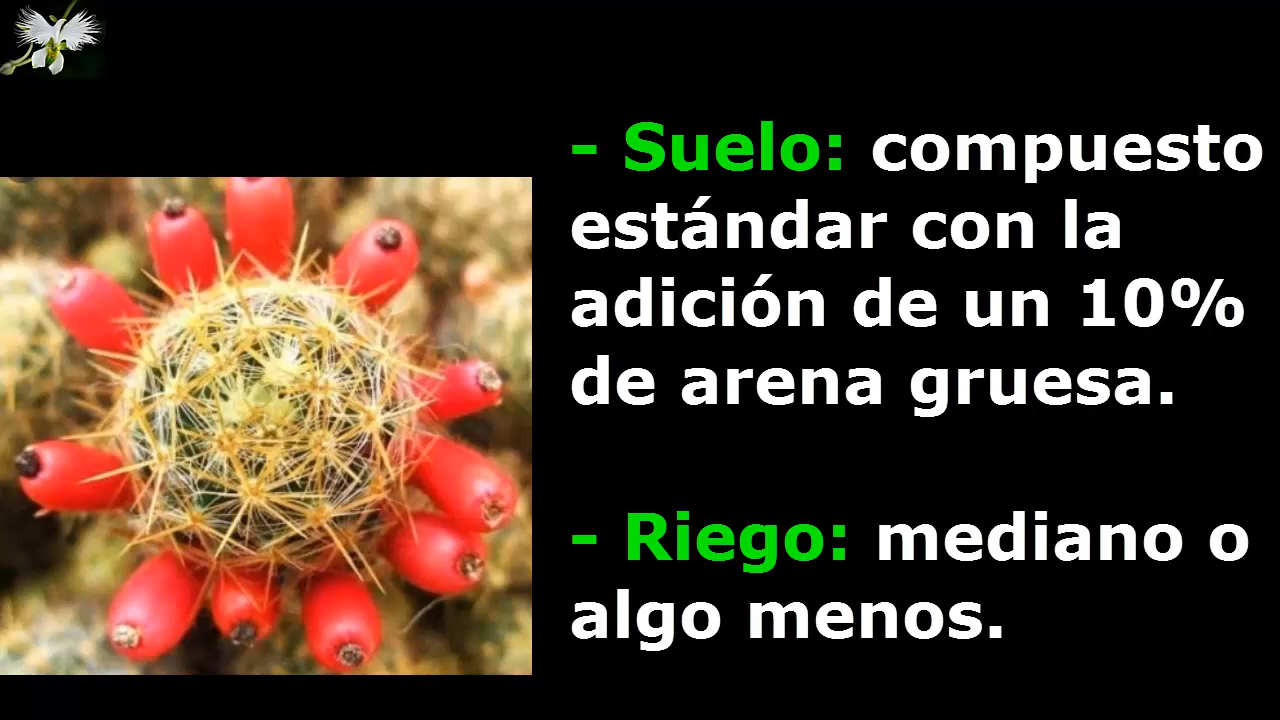 - Suelo: compuesto
estándar con la
adición de un 10%
de arena gruesa.
- Riego: mediano o
algo menos.